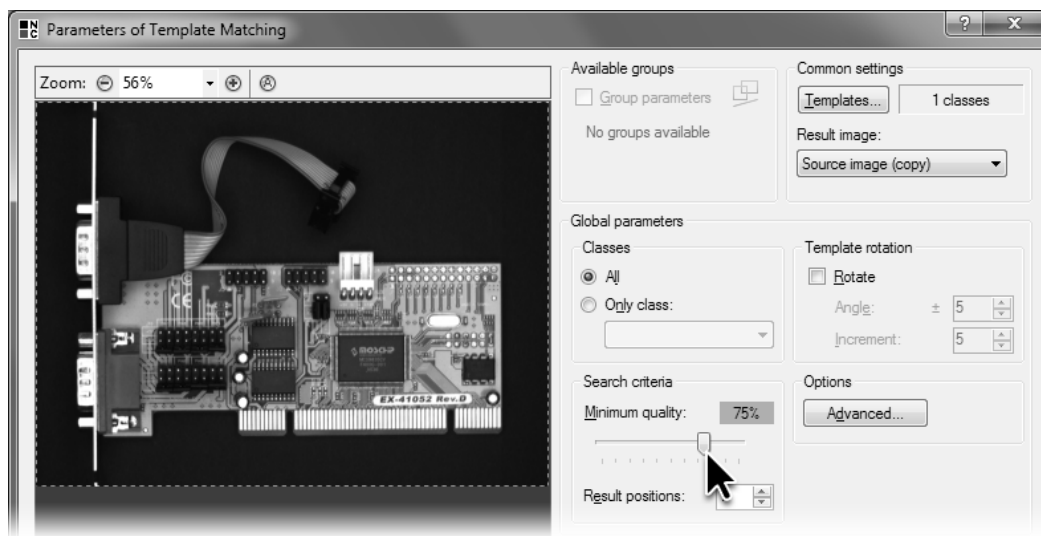 Parameters of Template Matching
Zoom: 56%
Available groups
Group parameters
No groups available
Common settings
Templates... 1 classes
Result image:
Source image (copy)
Global parameters
Classes
All
Only class:
Template rotation
Rotate
Angle: ± 5
Increment: 5
Search criteria
Minimum quality: 75%
Result positions:
Options
Advanced...
EX-41052 Rev.D